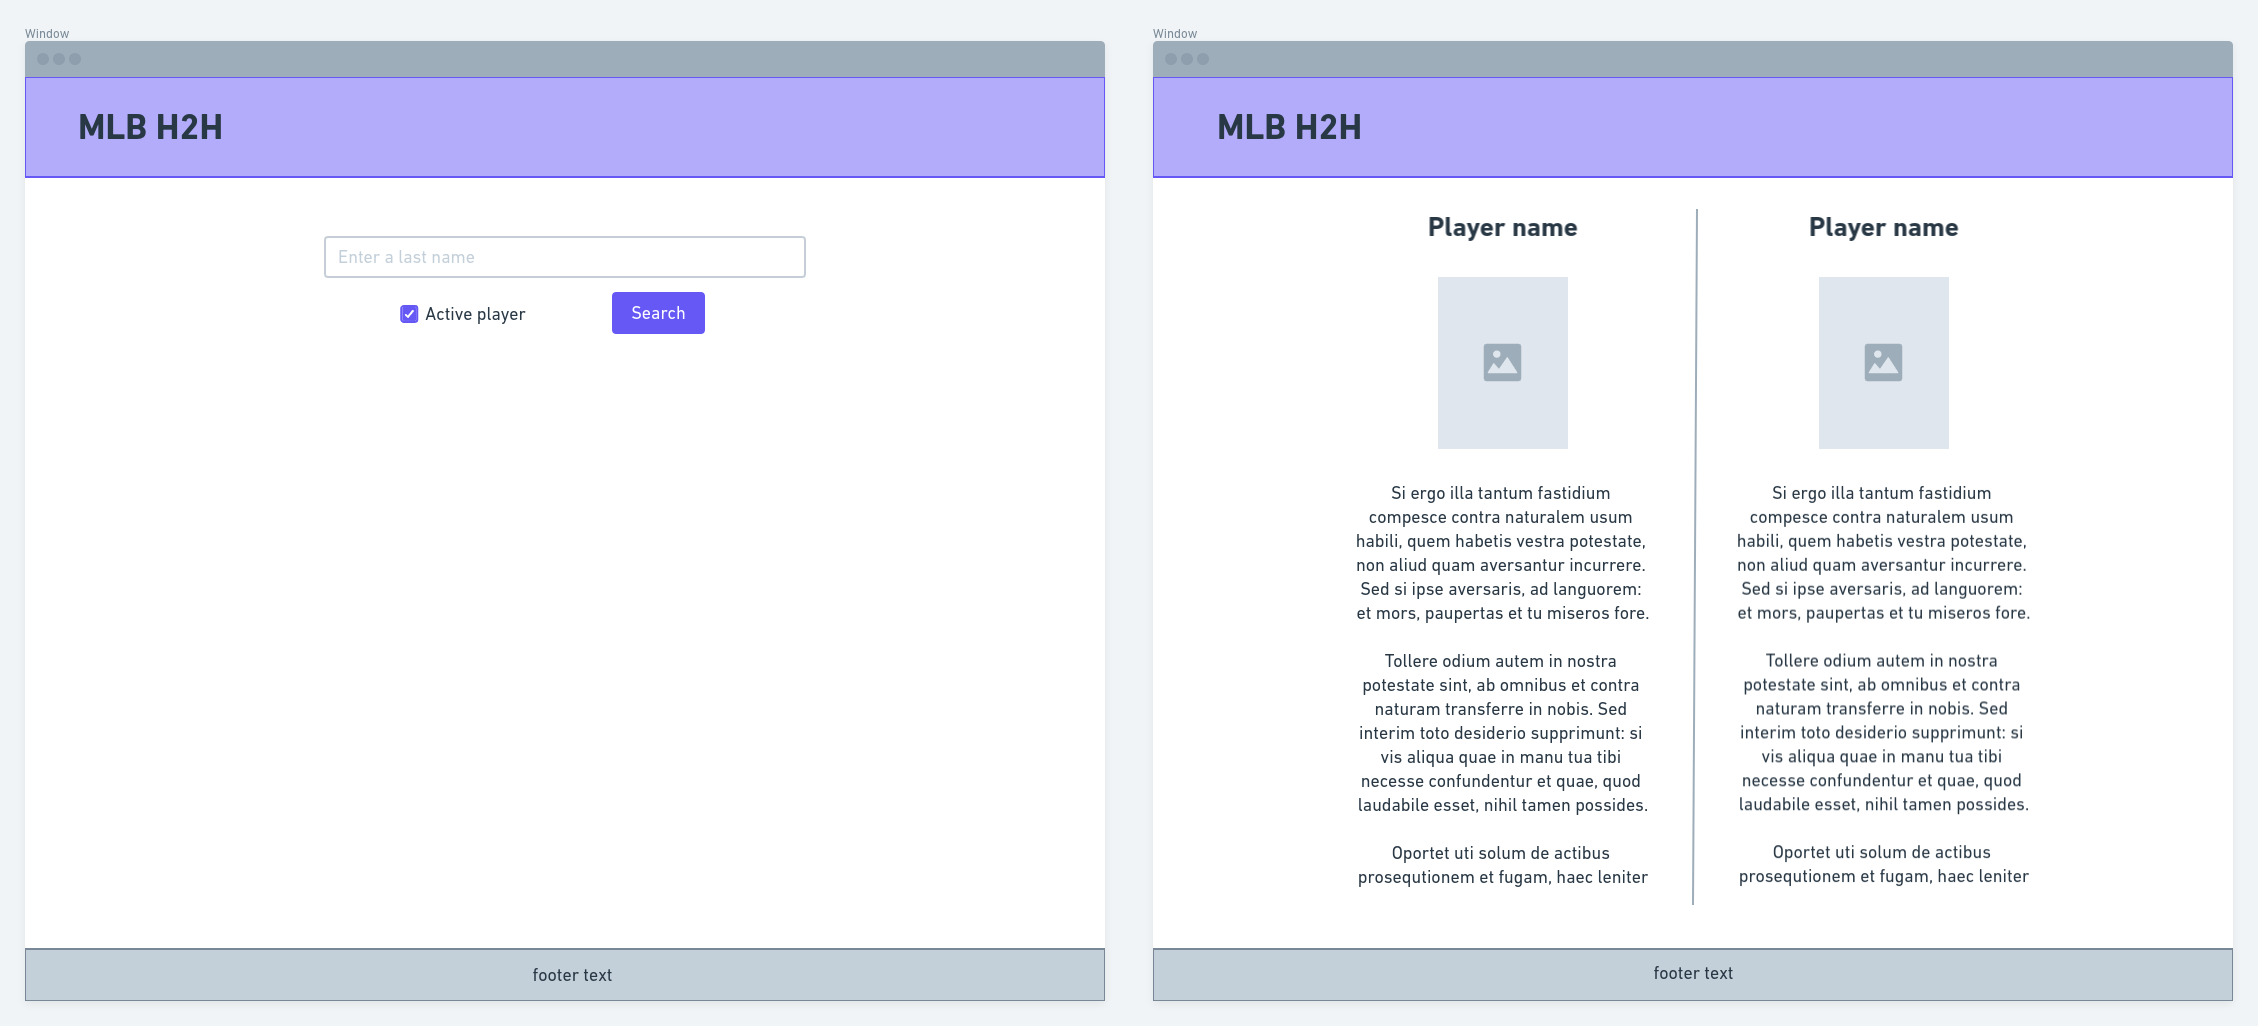 Window
MLB H2H
Enter a last name
Active player
Search
footer text
Window
MLB H2H
Player name
Si ergo illa tantum fastidium
compesce contra naturalem usum
habili, quem habetis vestra potestate,
non aliud quam aversantur incurrere.
Sed si ipse aversaris, ad languorem:
et mors, paupertas et tu miseros fore.
Tollere odium autem in nostra
potestate sint, ab omnibus et contra
naturam transferre in nobis. Sed
interim toto desiderio supprimunt: si
vis aliqua quae in manu tua tibi
necesse confundentur et quae, quod
laudabile esset, nihil tamen possides.
Oportet uti solum de actibus
prosequtionem et fugam, haec leniter
Player name
Si ergo illa tantum fastidium
compesce contra naturalem usum
habili, quem habetis vestra potestate,
non aliud quam aversantur incurrere.
Sed si ipse aversaris, ad languorem:
et mors, paupertas et tu miseros fore.
Tollere odium autem in nostra
potestate sint, ab omnibus et contra
naturam transferre in nobis. Sed
interim toto desiderio supprimunt: si
vis aliqua quae in manu tua tibi
necesse confundentur et quae, quod
laudabile esset, nihil tamen possides.
Oportet uti solum de actibus
prosequtionem et fugam, haec leniter
footer text